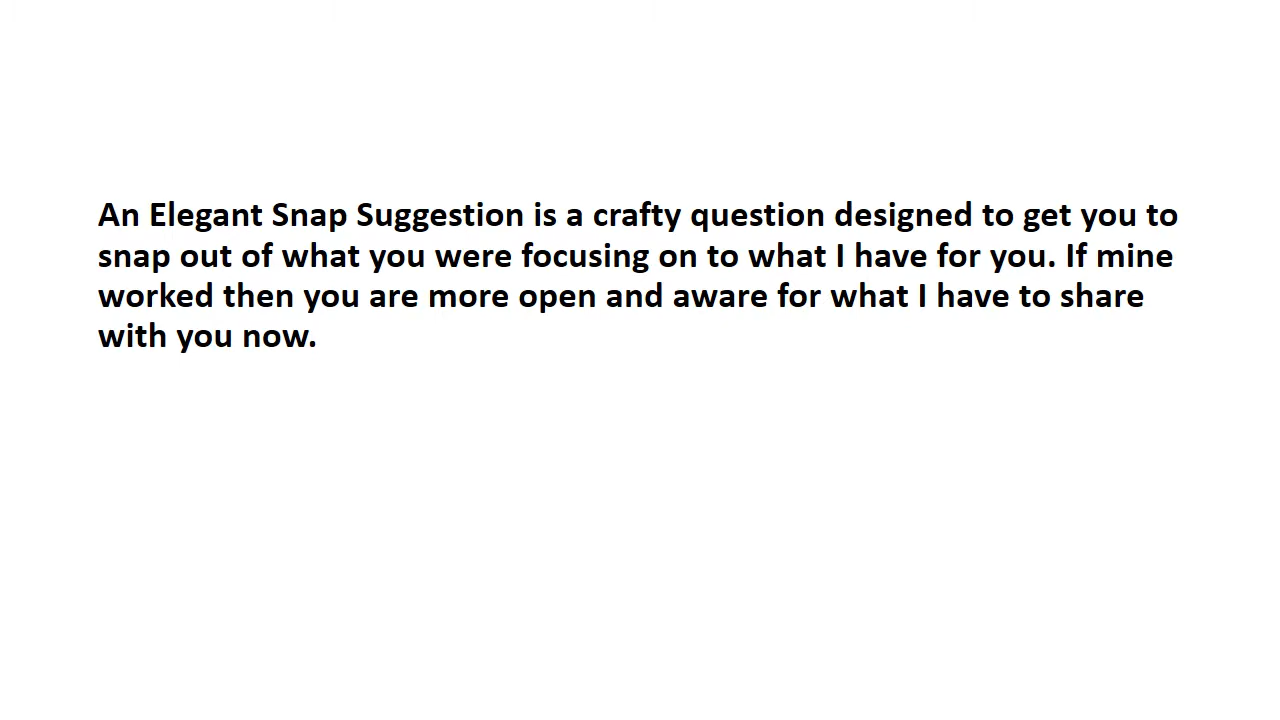 An Elegant Snap Suggestion is a crafty question designed to get you to
snap out of what you were focusing on to what I have for you. If mine
worked then you are more open and aware for what I have to share
with you now.